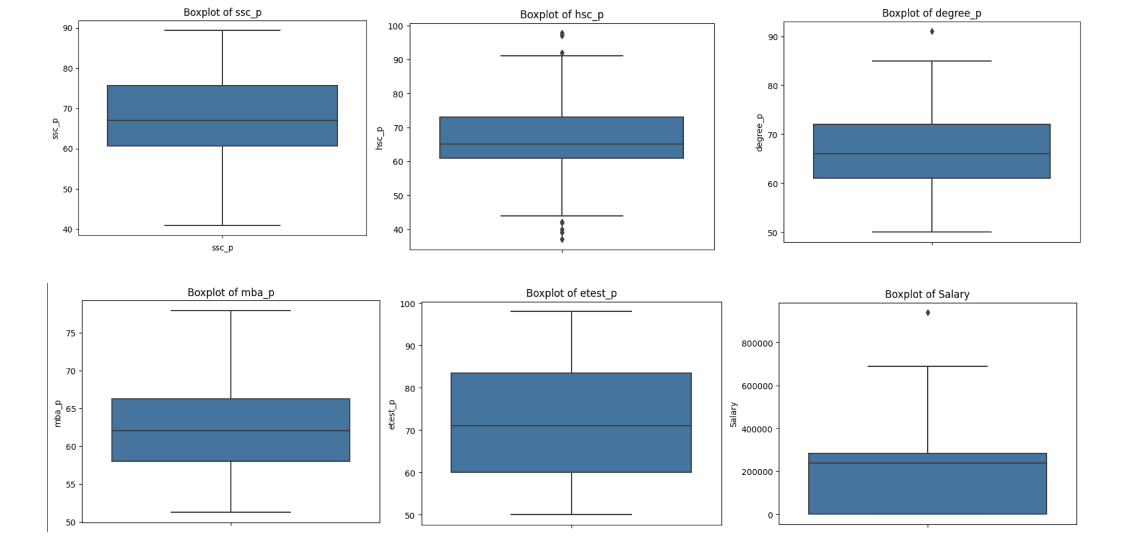 Boxplot of ssc_p
90
80
70
60
50
40
ssc_p
ssc_p
Boxplot of hsc_p
100
90
80
70
60
50
40
hsc_p
Boxplot of degree_p
90
80
70
60
50
degree_p
Boxplot of mba_p
75
70
65
60
55
50
mba_p
Boxplot of etest_p
100
90
80
70
60
50
etest_p
Boxplot of Salary
800000
600000
400000
200000
0
Salary